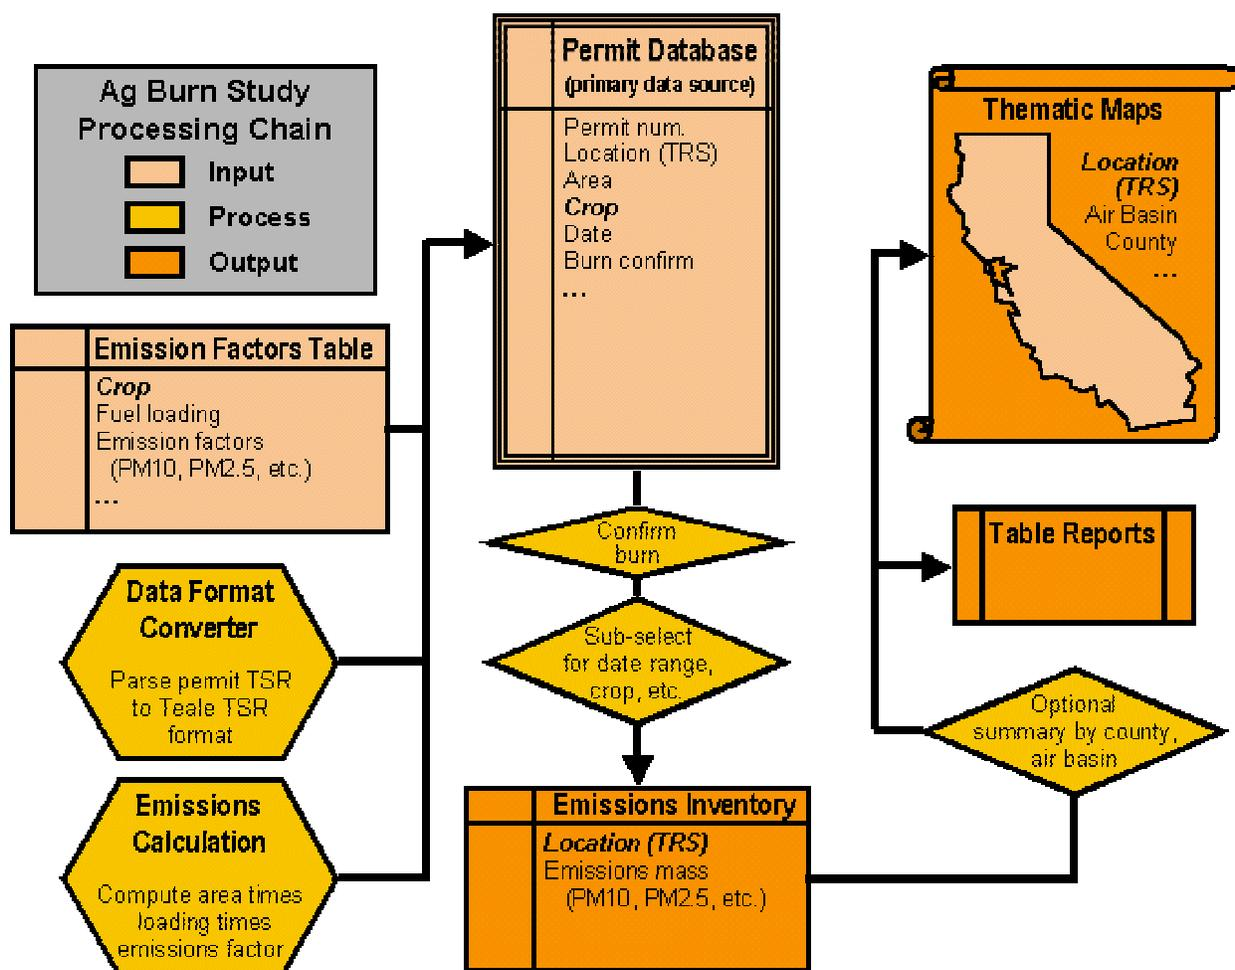 Ag Burn Study
Processing Chain
Input
Process
Output
Emission Factors Table
Crop
Fuel loading
Emission factors
(PM10, PM2.5, etc.)
...
Data Format
Converter
Parse permit TSR
to Teale TSR
format
Emissions
Calculation
Compute area times
loading times
emissions factor
Permit Database
(primary data source)
Permit num.
Location (TRS)
Area
Crop
Date
Burn confirm
...
Confirm
burn
Sub-select
for date range,
crop, etc.
Emissions Inventory
Location (TRS)
Emissions mass
(PM10, PM2.5, etc.)
Thematic Maps
Location
(TRS)
Air Basin
County
...
Table Reports
Optional
summary by county,
air basin